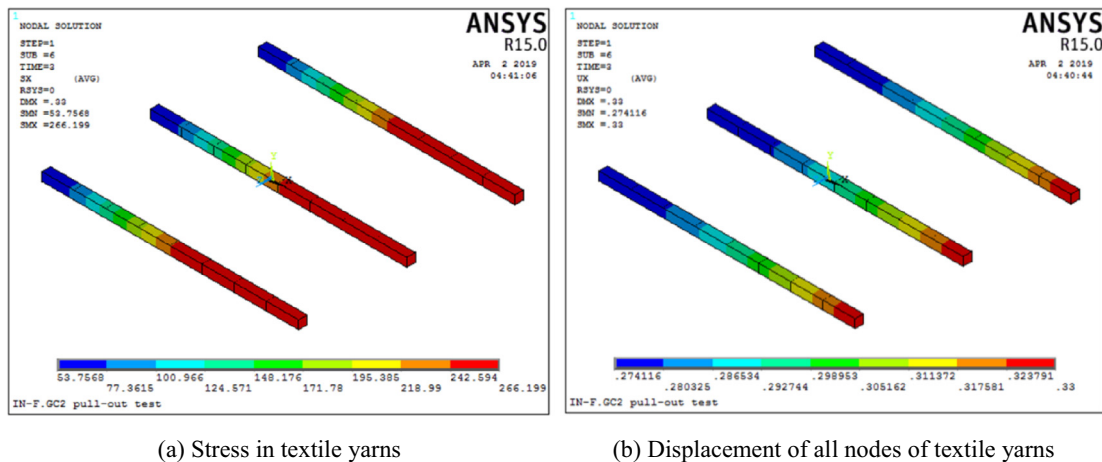 1
NODAL SOLUTION
STEP=1
SUB =6
TIME=3
SX (AVG)
RSYS=0
DMX =.33
SMN =53.7568
SMX =266.199
ANSYS
R15.0
APR 2 2019
04:41:06
Y
X
53.7568
77.3615
100.966
124.571
148.176
171.78
195.385
218.99
242.594
266.199
IN-F.GC2 pull-out test
(a) Stress in textile yarns
1
NODAL SOLUTION
STEP=1
SUB =6
TIME=3
UX (AVG)
RSYS=0
DMX =.33
SMN =.274116
SMX =.33
ANSYS
R15.0
APR 2 2019
04:40:44
Y
X
.274116
.280325
.286534
.292744
.298953
.305162
.311372
.317581
.323791
.33
IN-F.GC2 pull-out test
(b) Displacement of all nodes of textile yarns